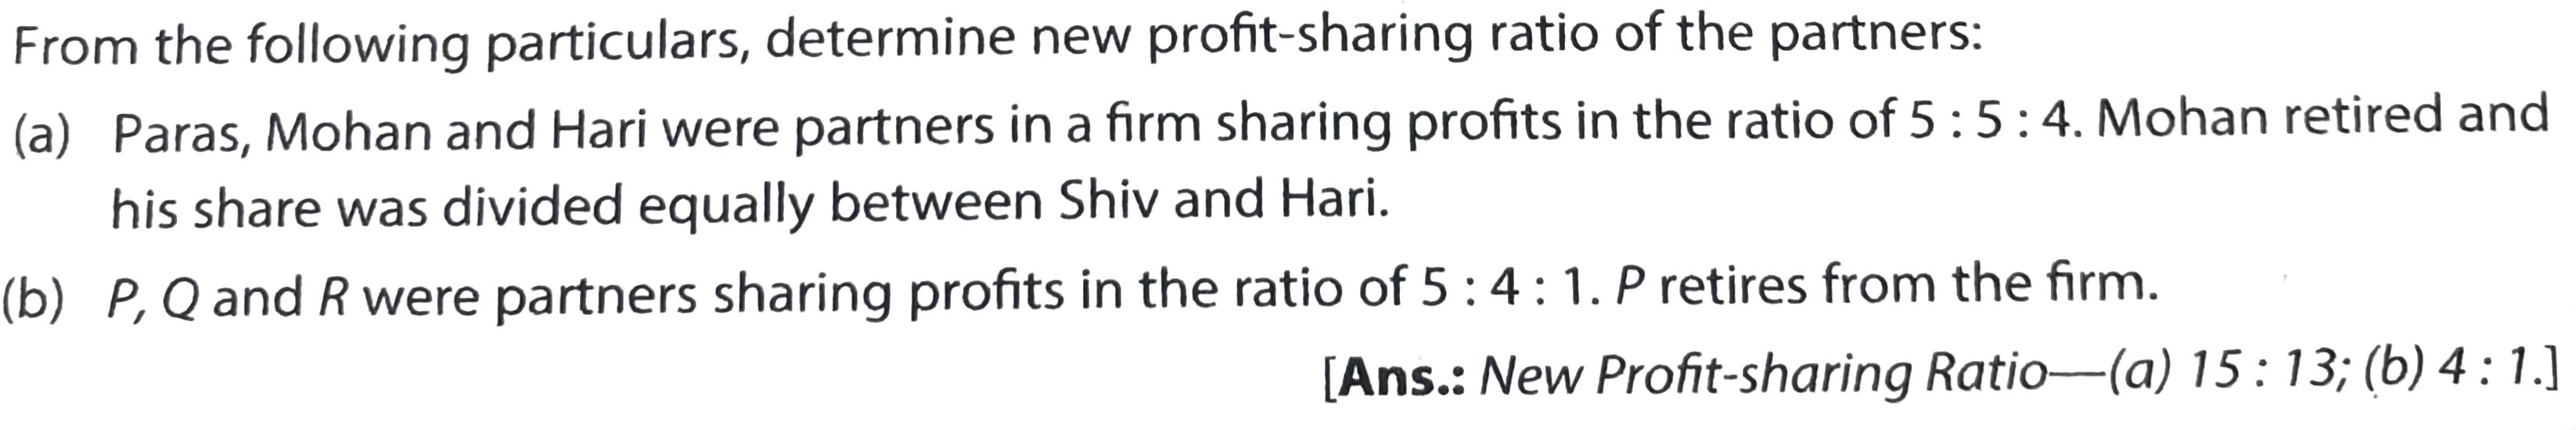 From the following particulars, determine new profit-sharing ratio of the partners:
(a) Paras, Mohan and Hari were partners in a firm sharing profits in the ratio of 5 : 5 : 4. Mohan retired and
his share was divided equally between Shiv and Hari.
(b) P, Q and R were partners sharing profits in the ratio of 5 : 4 : 1. P retires from the firm.
[Ans.: New Profit-sharing Ratio—(a) 15 : 13; (b) 4 : 1.]